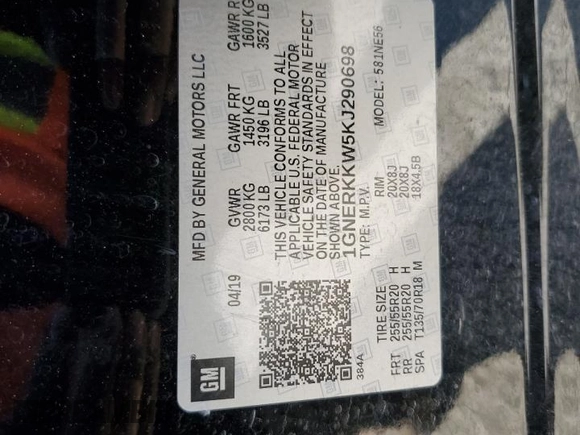 GM
MFD BY GENERAL MOTORS LLC
04/19
GVWR GAWR FRT GAWR R
2800 KG 1450 KG 1600 KG
6173 LB 3196 LB 3527 LB
THIS VEHICLE CONFORMS TO ALL
APPLICABLE U.S. FEDERAL MOTOR
VEHICLE SAFETY STANDARDS IN EFFECT
ON THE DATE OF MANUFACTURE
SHOWN ABOVE.
1GNERKKW5KJ290698
384A TYPE: M.P.V. MODEL: 581NE56
TIRE SIZE RIM
FRT 255/55R20 H 20X8J
RR 255/55R20 H 20X8J
SPA T135/70R18 M 18X4.5B